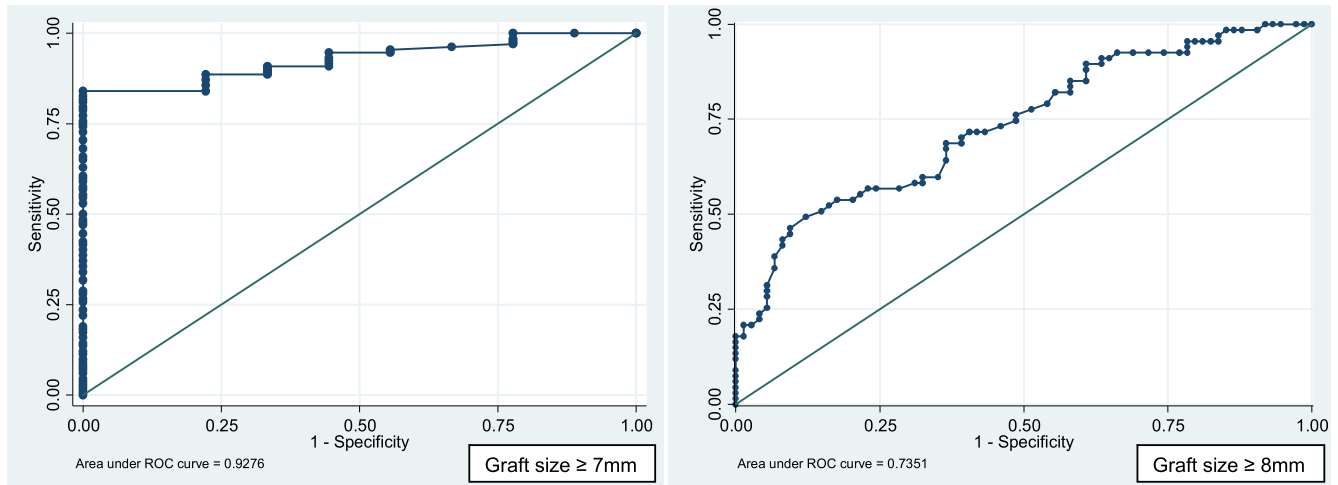 1.00
0.75
0.50
0.25
0.00
Sensitivity
0.00 0.25 0.50 0.75 1.00
1 - Specificity
Area under ROC curve = 0.9276
Graft size ≥ 7mm
1.00
0.75
0.50
0.25
0.00
Sensitivity
0.00 0.25 0.50 0.75 1.00
1 - Specificity
Area under ROC curve = 0.7351
Graft size ≥ 8mm